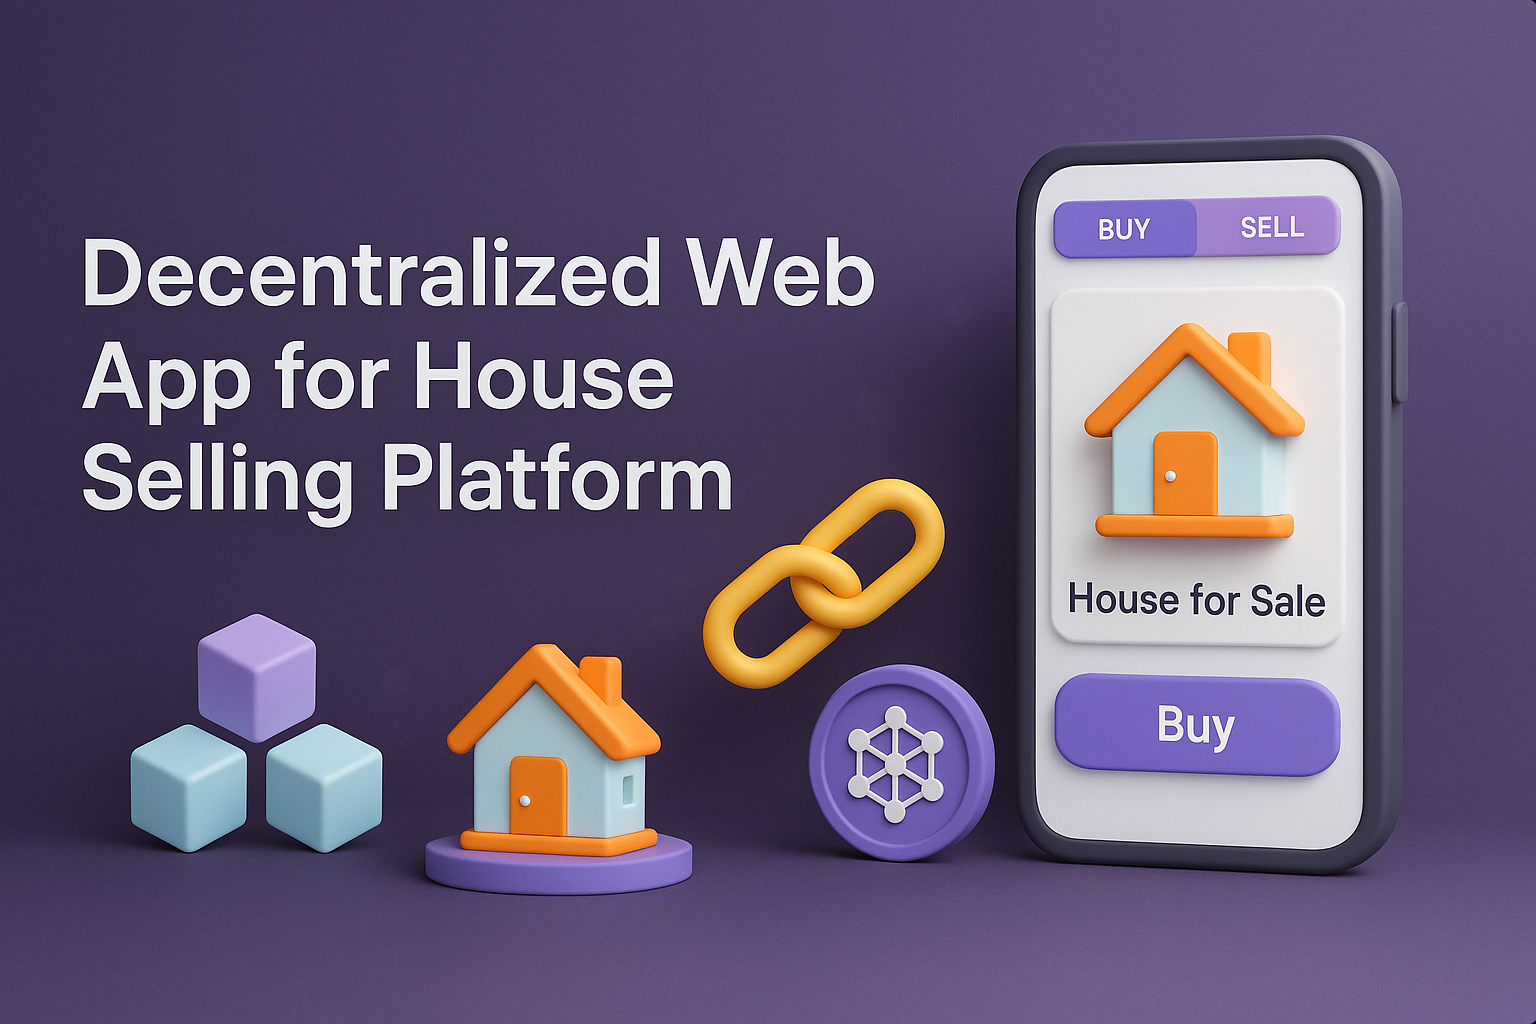 Decentralized Web
App for House
Selling Platform
BUY SELL
House for Sale
Buy